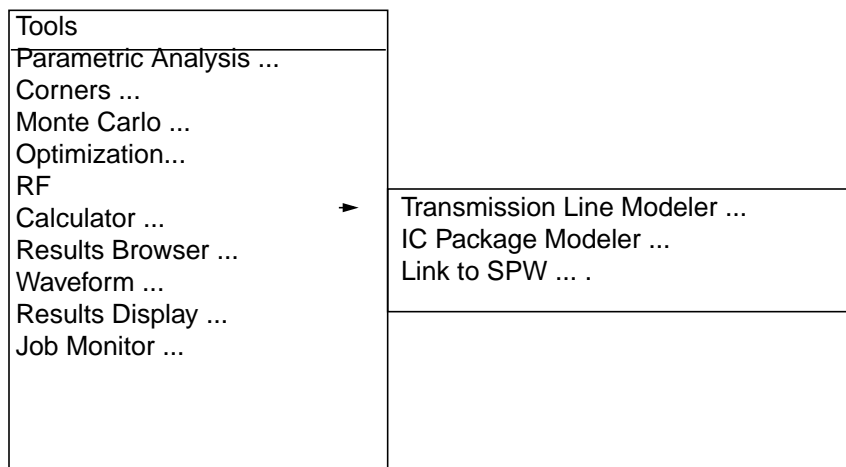 Tools
Parametric Analysis ...
Corners ...
Monte Carlo ...
Optimization...
RF
Calculator ...
Results Browser ...
Waveform ...
Results Display ...
Job Monitor ...
Transmission Line Modeler ...
IC Package Modeler ...
Link to SPW ... .